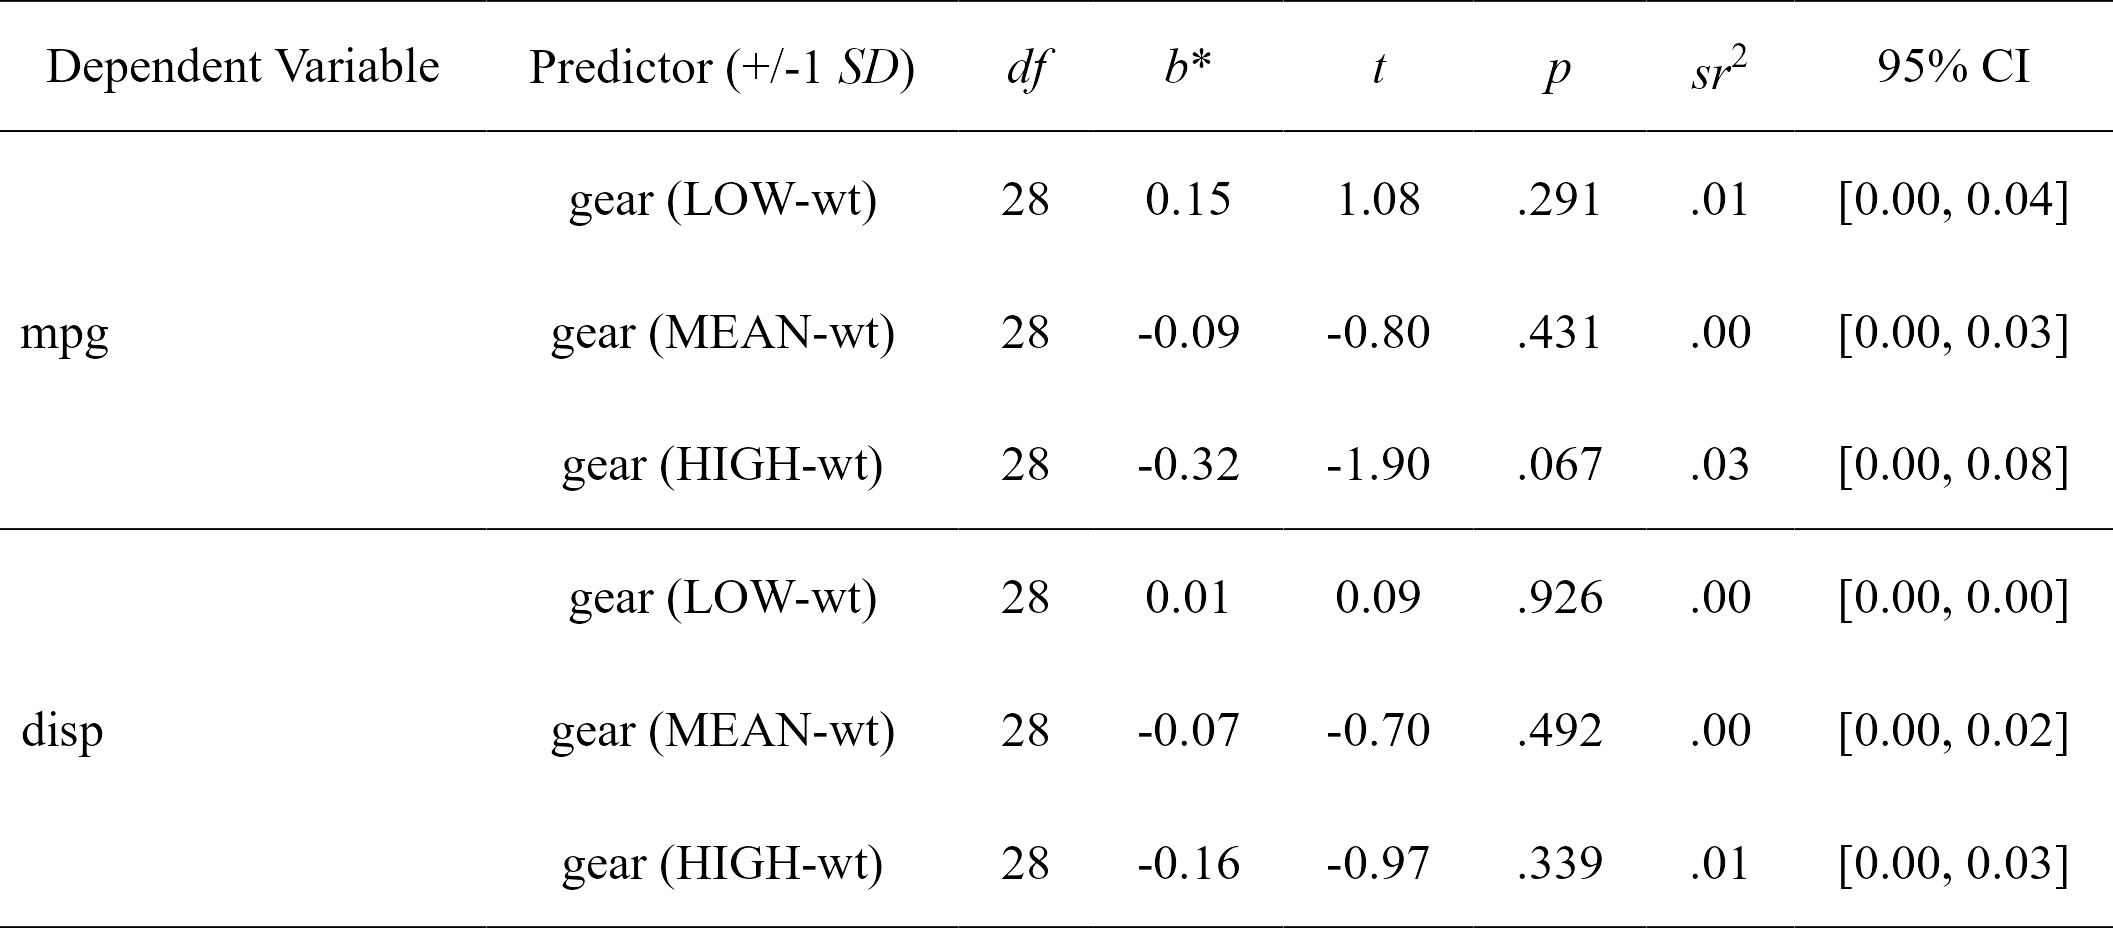 Dependent Variable Predictor (+/-1 SD) df b* t p sr² 95% CI
gear (LOW-wt) 28 0.15 1.08 .291 .01 [0.00, 0.04]
mpg gear (MEAN-wt) 28 -0.09 -0.80 .431 .00 [0.00, 0.03]
gear (HIGH-wt) 28 -0.32 -1.90 .067 .03 [0.00, 0.08]
gear (LOW-wt) 28 0.01 0.09 .926 .00 [0.00, 0.00]
disp gear (MEAN-wt) 28 -0.07 -0.70 .492 .00 [0.00, 0.02]
gear (HIGH-wt) 28 -0.16 -0.97 .339 .01 [0.00, 0.03]